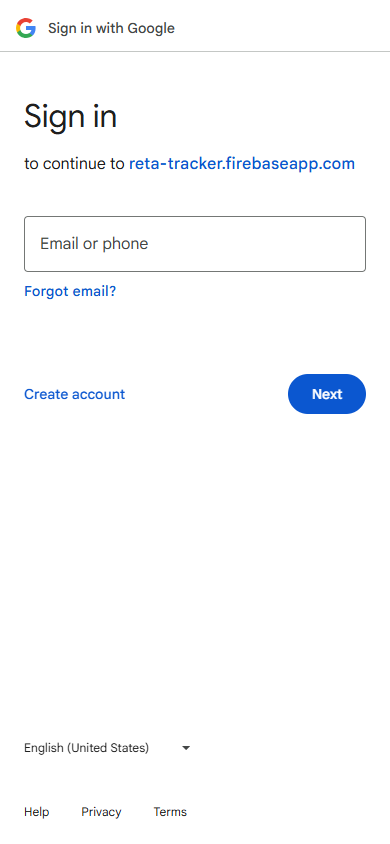 Sign in with Google
Sign in
to continue to reta-tracker.firebaseapp.com
Email or phone
Forgot email?
Create account
Next
English (United States)
Help
Privacy
Terms